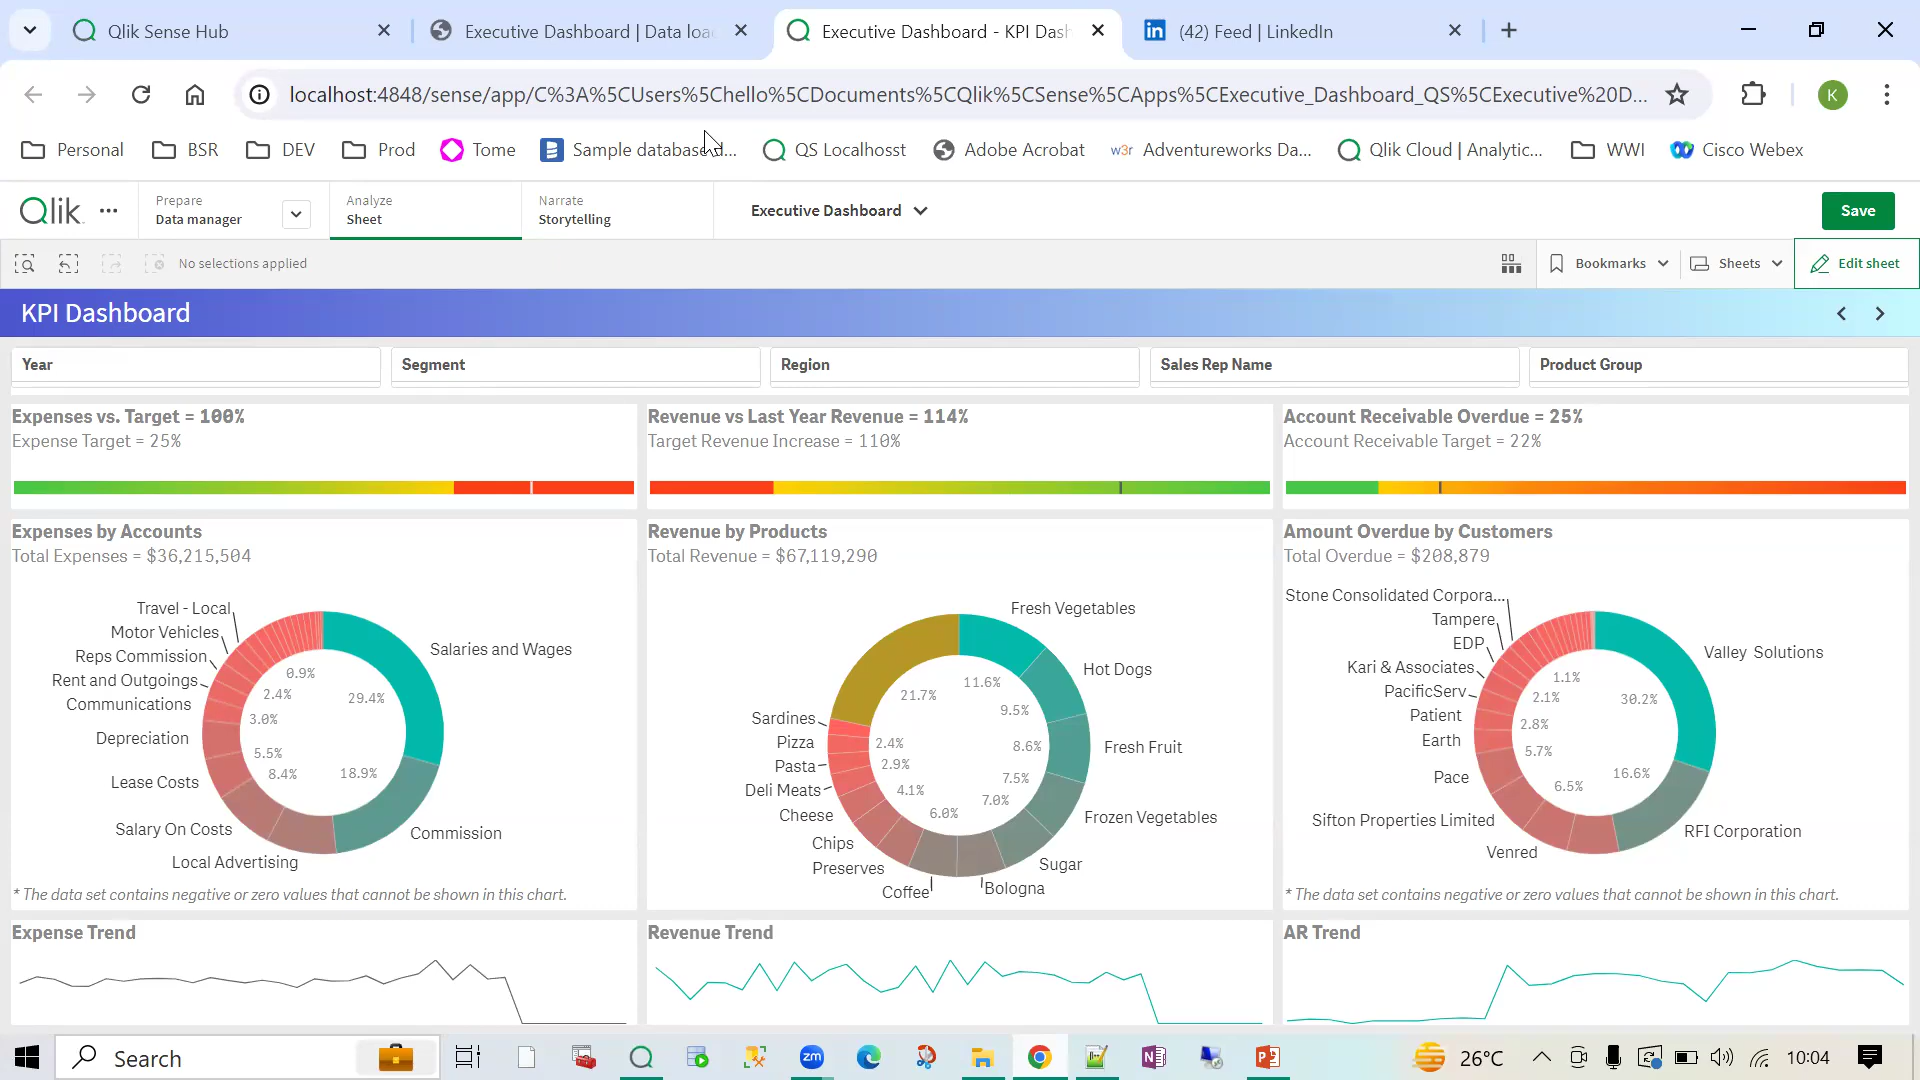 Qlik Sense Hub
Executive Dashboard | Data loa
Executive Dashboard - KPI Dash
(42) Feed | LinkedIn
localhost:4848/sense/app/C%3A%5CUsers%5Chello%5CDocuments%5CQlik%5CSense%5CApps%5CExecutive_Dashboard_QS%5CExecutive%20D...
K
Personal
BSR
DEV
Prod
Tome
Sample database d...
QS Localhosst
Adobe Acrobat
w3r
Adventureworks Da...
Qlik Cloud | Analytic...
WWI
Cisco Webex
Qlik
Prepare
Data manager
Analyze
Sheet
Narrate
Storytelling
Executive Dashboard
Save
No selections applied
Bookmarks
Sheets
Edit sheet
KPI Dashboard
Year
Segment
Region
Sales Rep Name
Product Group
Expenses vs. Target = 100%
Expense Target = 25%
Revenue vs Last Year Revenue = 114%
Target Revenue Increase = 110%
Account Receivable Overdue = 25%
Account Receivable Target = 22%
Expenses by Accounts
Total Expenses = $36,215,504
Travel - Local
Motor Vehicles
Reps Commission
Rent and Outgoings
Communications
Depreciation
Lease Costs
Salary On Costs
Local Advertising
Salaries and Wages
Commission
0.9%
2.4%
3.0%
5.5%
8.4%
18.9%
29.4%
* The data set contains negative or zero values that cannot be shown in this chart.
Revenue by Products
Total Revenue = $67,119,290
Fresh Vegetables
Hot Dogs
Fresh Fruit
Frozen Vegetables
Sugar
Bologna
Coffee
Preserves
Chips
Cheese
Deli Meats
Pasta
Pizza
Sardines
21.7%
11.6%
9.5%
8.6%
7.5%
7.0%
6.0%
4.1%
2.9%
2.4%
Amount Overdue by Customers
Total Overdue = $208,879
Stone Consolidated Corpora...
Tampere
EDP
Kari & Associates
PacificServ
Patient
Earth
Pace
Sifton Properties Limited
Venred
Valley Solutions
RFI Corporation
1.1%
2.1%
2.8%
5.7%
6.5%
16.6%
30.2%
* The data set contains negative or zero values that cannot be shown in this chart.
Expense Trend
Revenue Trend
AR Trend
Search
zm
26°C
10:04